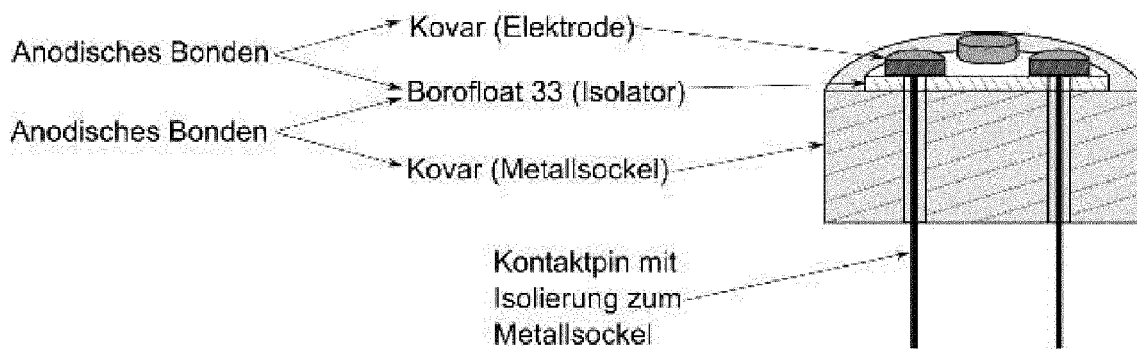 Kovar (Elektrode)
Anodisches Bonden
Borofloat 33 (Isolator)
Anodisches Bonden
Kovar (Metallsockel)
Kontaktpin mit
Isolierung zum
Metallsockel